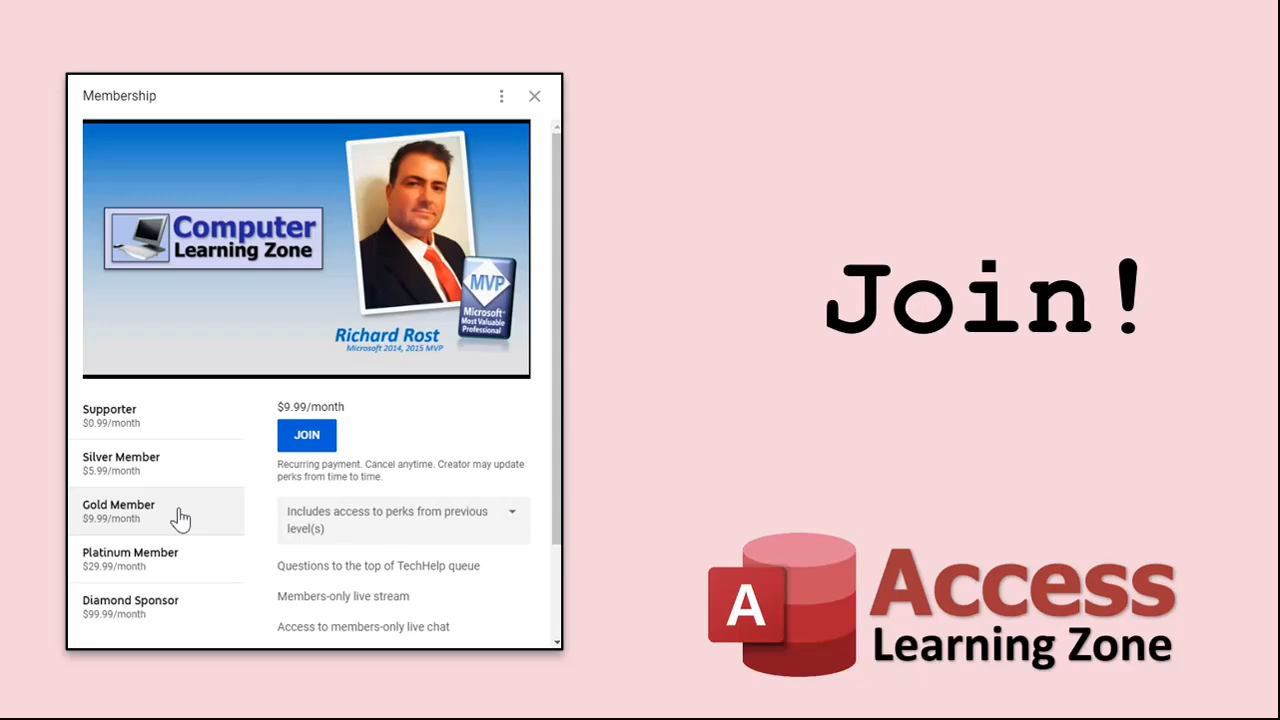 Membership
Computer
Learning Zone
MVP
Microsoft®
Most Valuable
Professional
Richard Rost
Microsoft 2014, 2015 MVP
Supporter
$0.99/month
Silver Member
$5.99/month
Gold Member
$9.99/month
Platinum Member
$29.99/month
Diamond Sponsor
$99.99/month
$9.99/month
JOIN
Recurring payment. Cancel anytime. Creator may update
perks from time to time.
Includes access to perks from previous
level(s)
Questions to the top of TechHelp queue
Members-only live stream
Access to members-only live chat
Join!
A
Access
Learning Zone